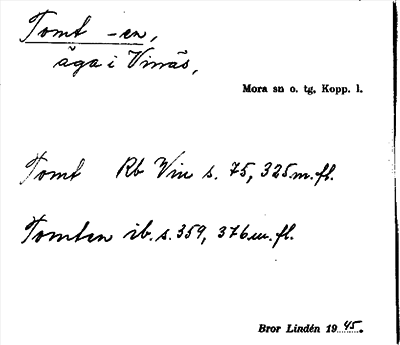 Tomt -en,
äga i Vinäs,
Mora sn o. tg, Kopp. l.
Tomt Rb Vin s. 75, 325 m.fl.
Tomten ib. s. 359, 376 m.fl.
Bror Lindén 1945.